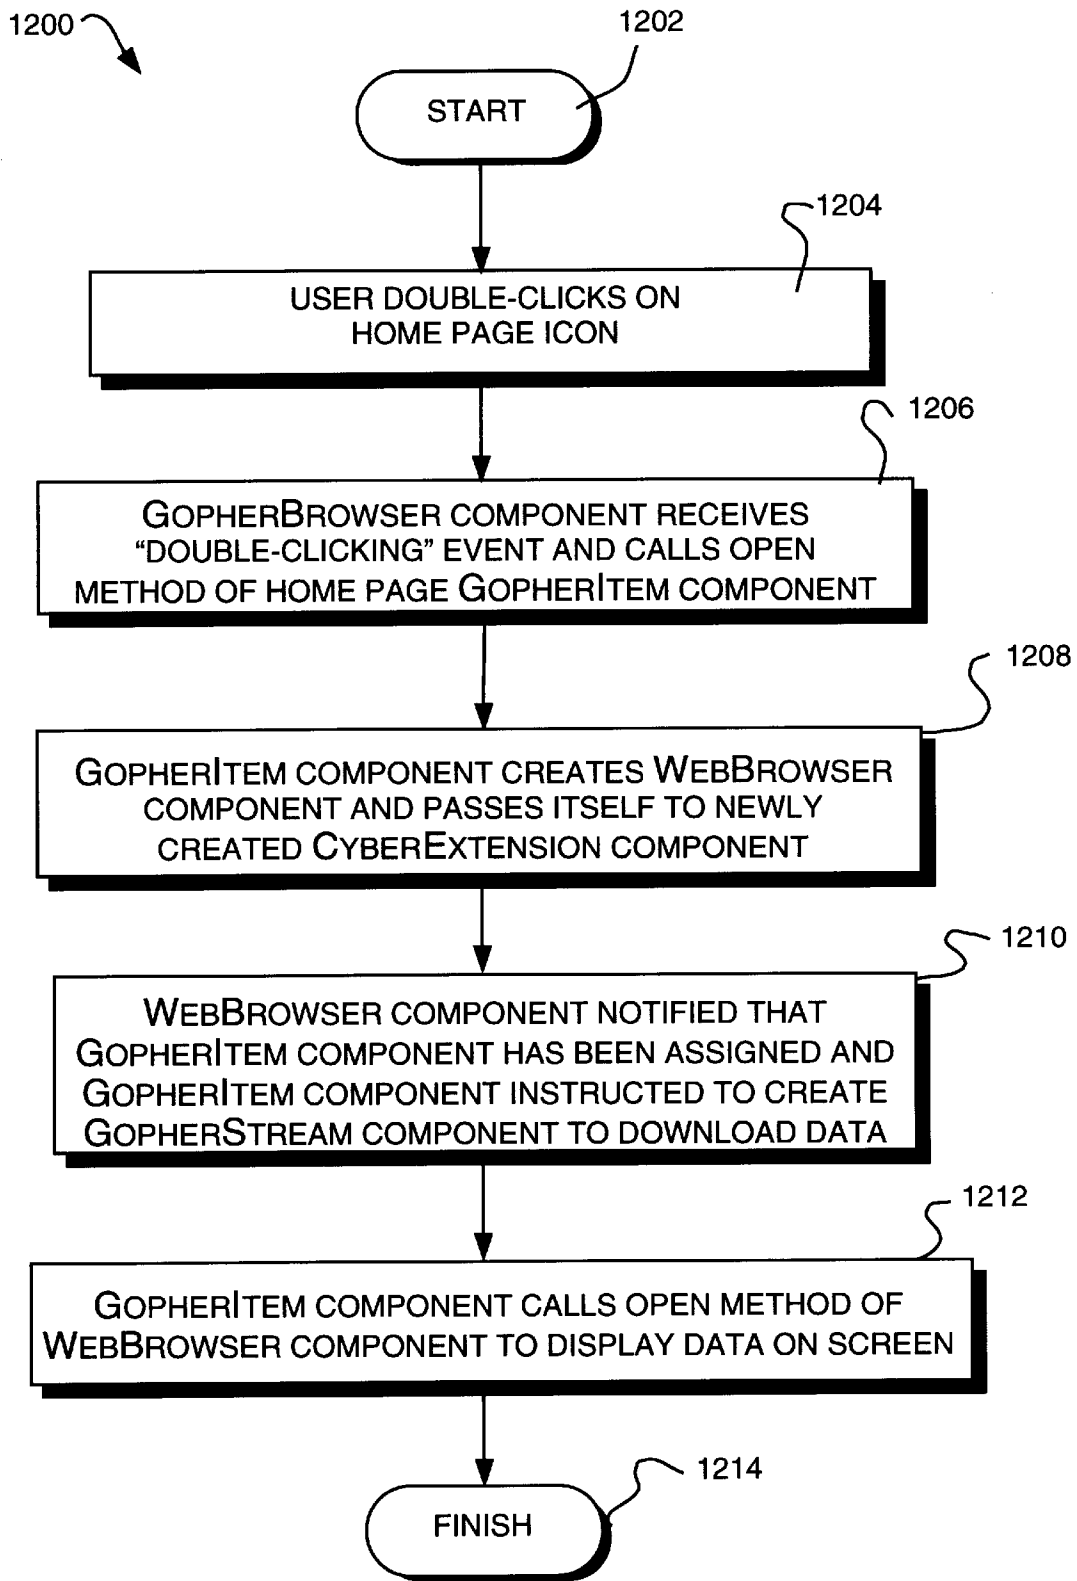 1200
1202
START
1204
USER DOUBLE-CLICKS ON
HOME PAGE ICON
1206
GOPHERBROWSER COMPONENT RECEIVES
“DOUBLE-CLICKING” EVENT AND CALLS OPEN
METHOD OF HOME PAGE GOPHERITEM COMPONENT
1208
GOPHERITEM COMPONENT CREATES WEBBROWSER
COMPONENT AND PASSES ITSELF TO NEWLY
CREATED CYBEREXTENSION COMPONENT
1210
WEBBROWSER COMPONENT NOTIFIED THAT
GOPHERITEM COMPONENT HAS BEEN ASSIGNED AND
GOPHERITEM COMPONENT INSTRUCTED TO CREATE
GOPHERSTREAM COMPONENT TO DOWNLOAD DATA
1212
GOPHERITEM COMPONENT CALLS OPEN METHOD OF
WEBBROWSER COMPONENT TO DISPLAY DATA ON SCREEN
1214
FINISH